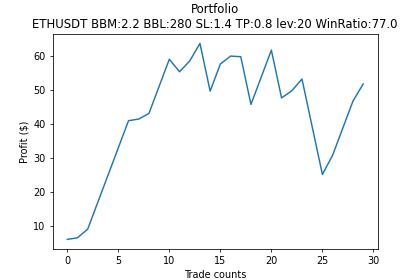 Portfolio
ETHUSDT BBM:2.2 BBL:280 SL:1.4 TP:0.8 lev:20 WinRatio:77.0
60
50
40
30
20
10
Profit ($)
0 5 10 15 20 25 30
Trade counts